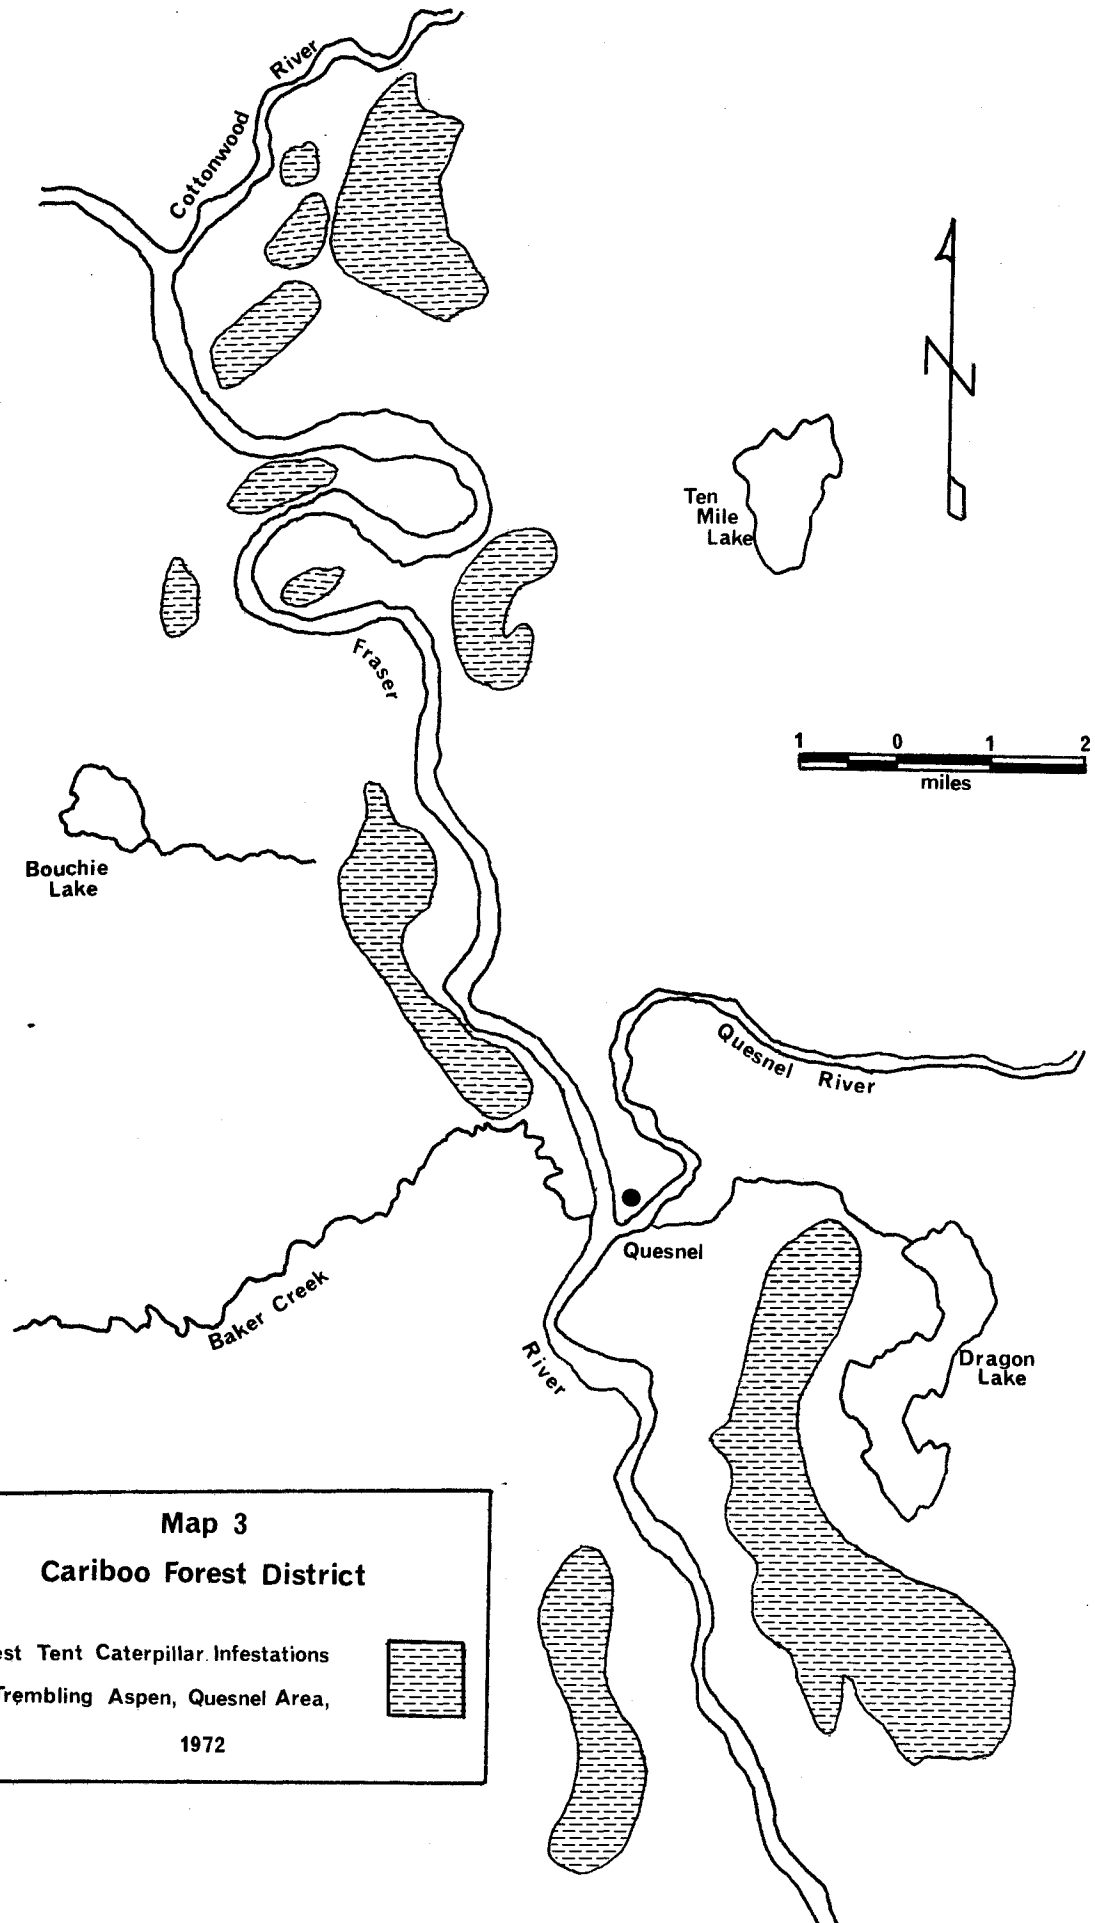 Cottonwood River
Ten
Mile
Lake
N
Fraser
1 0 1 2
miles
Bouchie
Lake
Quesnel River
Quesnel
Baker Creek
River
Dragon
Lake
Map 3
Cariboo Forest District
est Tent Caterpillar Infestations
Trembling Aspen, Quesnel Area,
1972